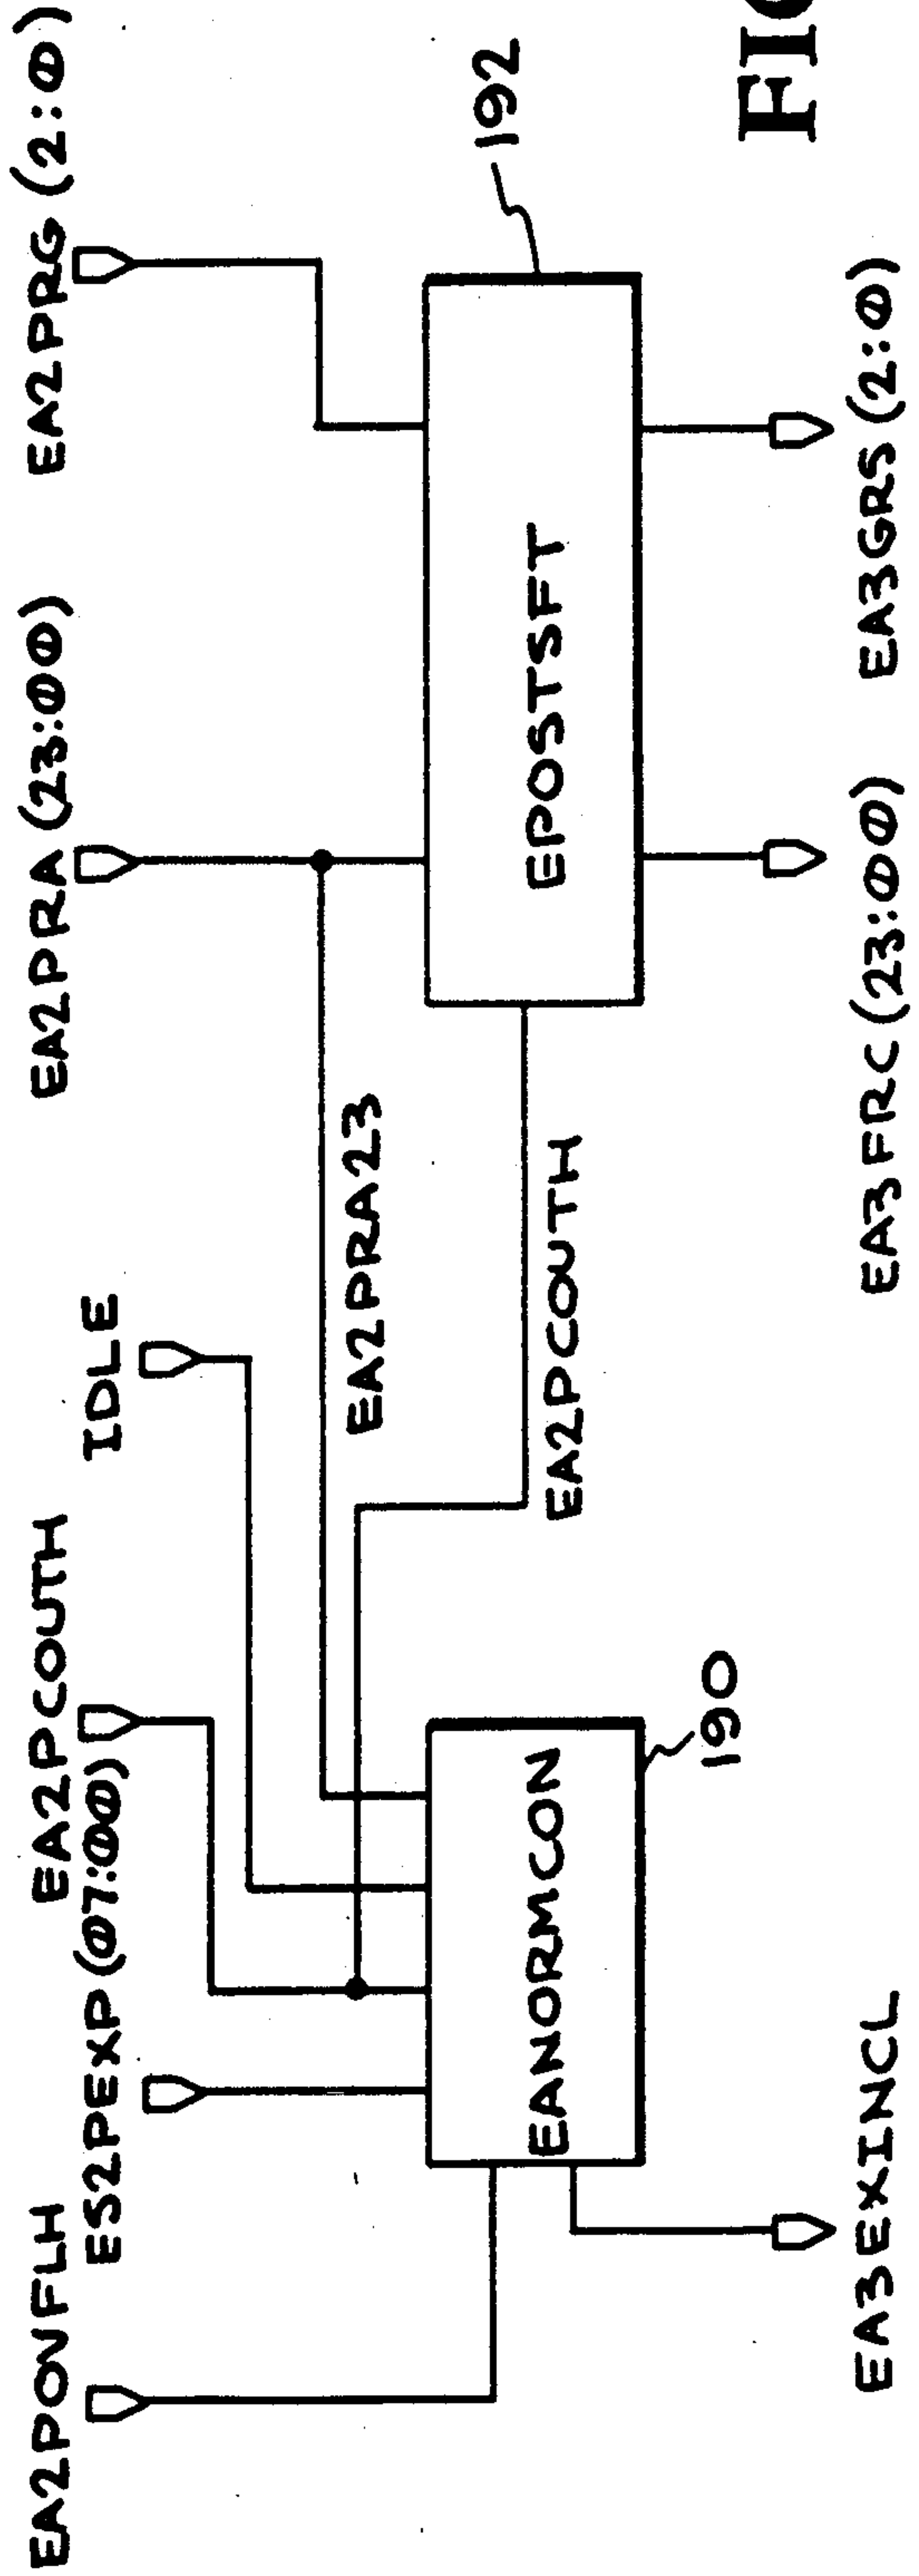 EA2POVFLH
EA2PCOUTH
ES2PEXP (07:00)
IDLE
EA2PRA (23:00)
EA2PRG (2:0)
EA2PRA23
EA2PCOUTH
EANORMCON
190
EPOSTSFT
192
EA3EXINCL
EA3FRC (23:00)
EA3GRS (2:0)